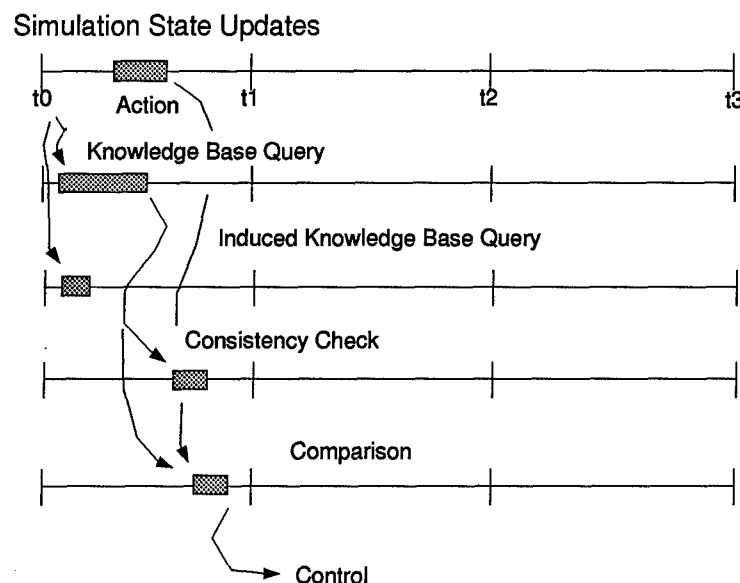 Simulation State Updates
t0 t1 t2 t3
Action
Knowledge Base Query
Induced Knowledge Base Query
Consistency Check
Comparison
Control